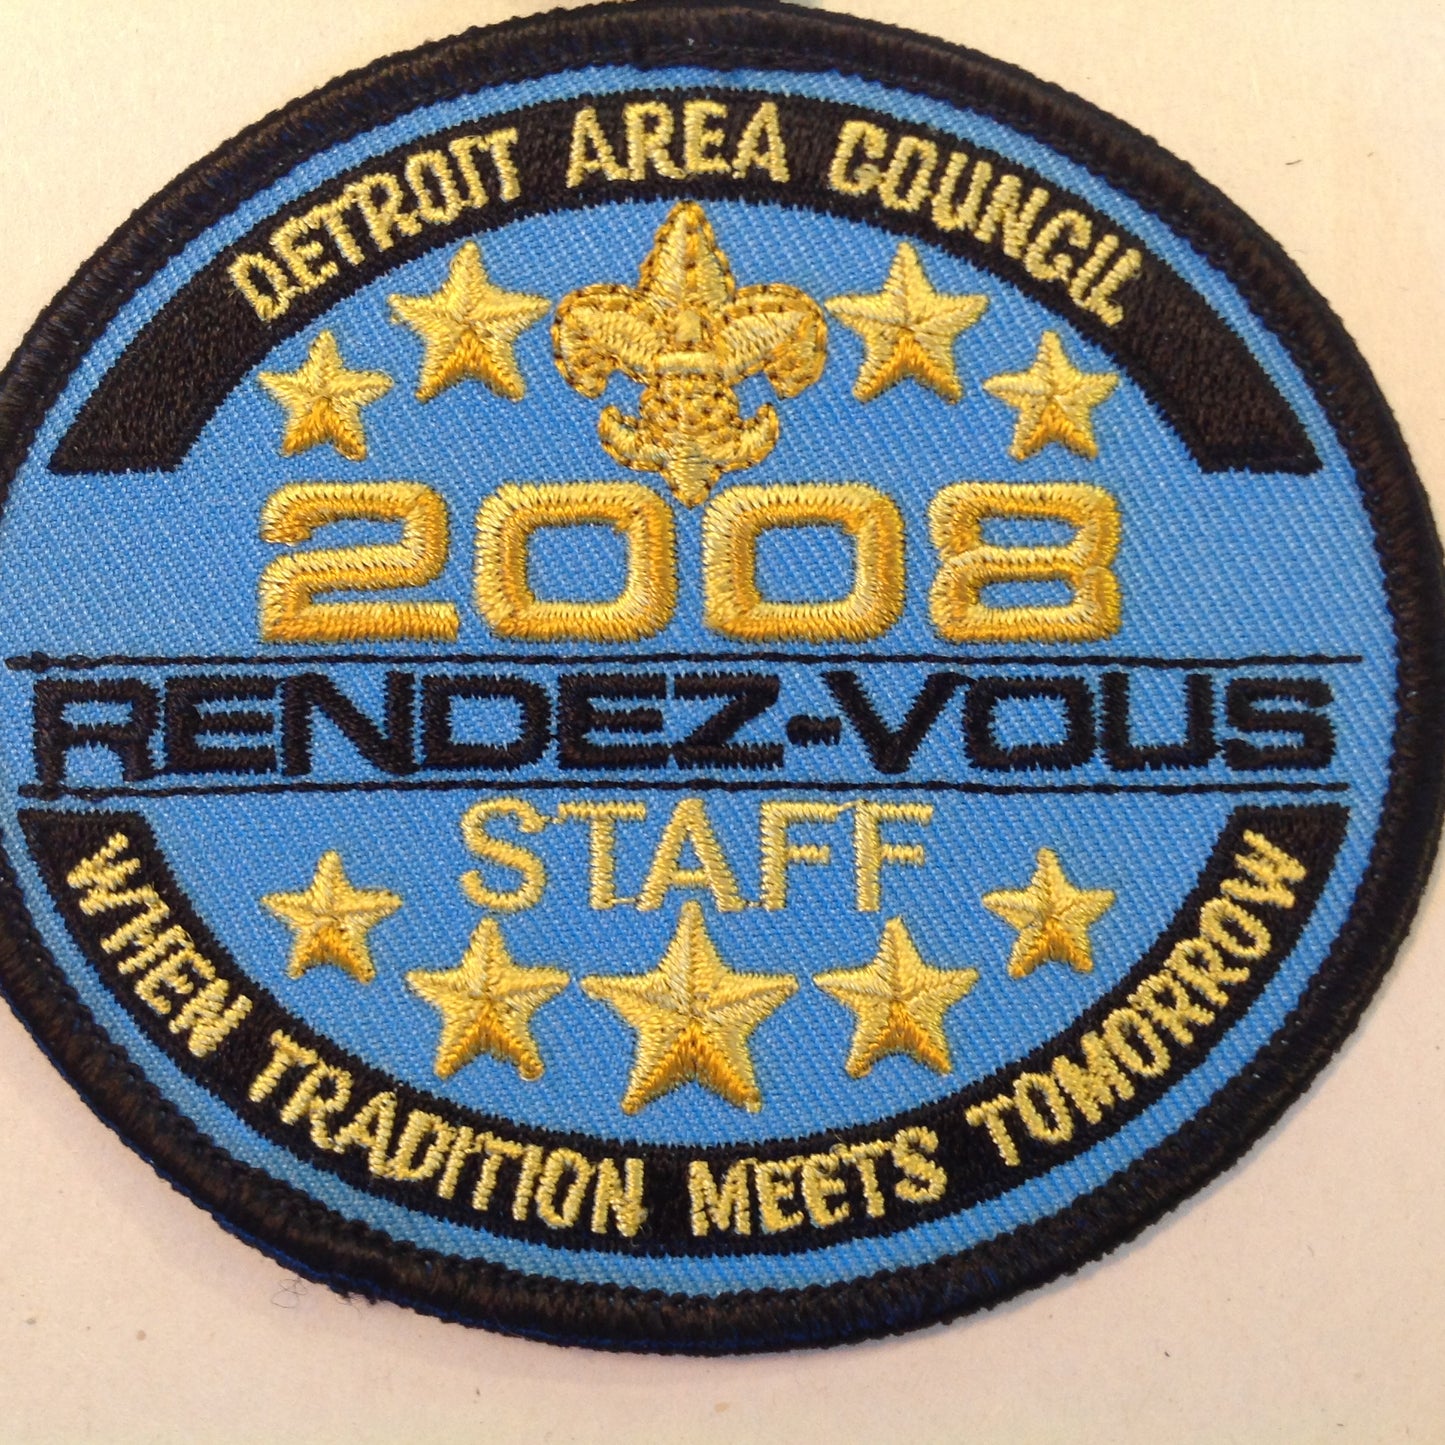 DETROIT AREA COUNCIL
2008
RENDEZ-VOUS
STAFF
WHEN TRADITION MEETS TOMORROW